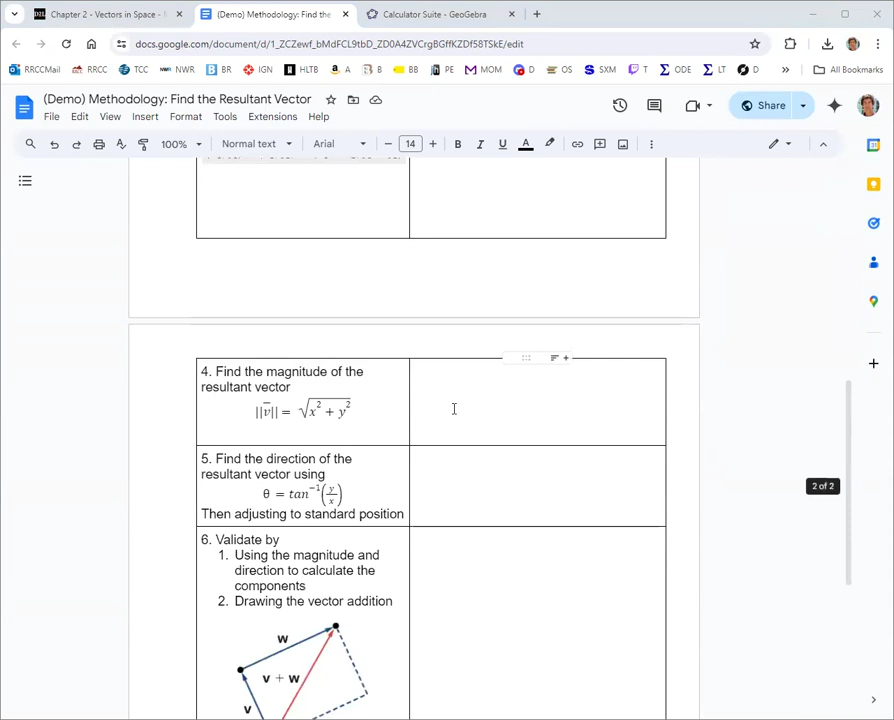 Chapter 2 - Vectors in Space -
(Demo) Methodology: Find the
Calculator Suite - GeoGebra
docs.google.com/document/d/1_ZCZewf_bMdFCL9tbD_ZD0A4ZVCrgBGffKZDf58TSkE/edit
RRCCMail
RRCC
TCC
NWR
BR
IGN
HLTB
A
B
BB
PE
MOM
D
OS
SXM
T
ODE
LT
D
All Bookmarks
(Demo) Methodology: Find the Resultant Vector
Share
File Edit View Insert Format Tools Extensions Help
100% Normal text Arial 14
4. Find the magnitude of the
resultant vector
||v̅|| = √(x² + y²)
5. Find the direction of the
resultant vector using
θ = tan⁻¹(y/x)
Then adjusting to standard position
2 of 2
6. Validate by
1. Using the magnitude and
direction to calculate the
components
2. Drawing the vector addition
w
v + w
v